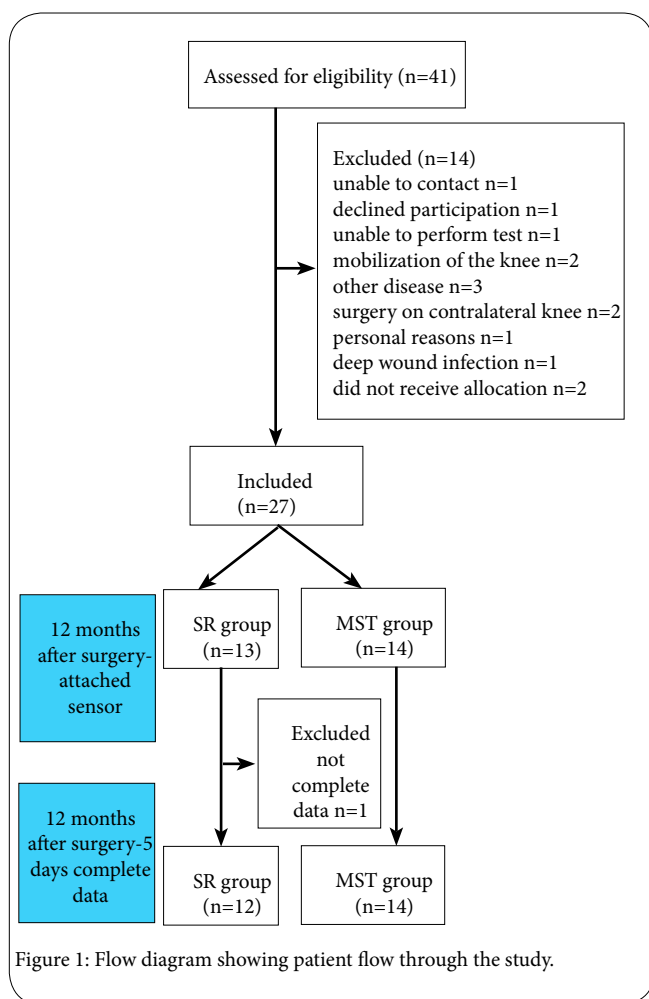 Assessed for eligibility (n=41)
Excluded (n=14)
unable to contact n=1
declined participation n=1
unable to perform test n=1
mobilization of the knee n=2
other disease n=3
surgery on contralateral knee n=2
personal reasons n=1
deep wound infection n=1
did not receive allocation n=2
Included
(n=27)
12 months
after surgery-
attached
sensor
SR group
(n=13)
MST group
(n=14)
Excluded
not
complete
data n=1
12 months
after surgery-5
days complete
data
SR group
(n=12)
MST group
(n=14)
Figure 1: Flow diagram showing patient flow through the study.